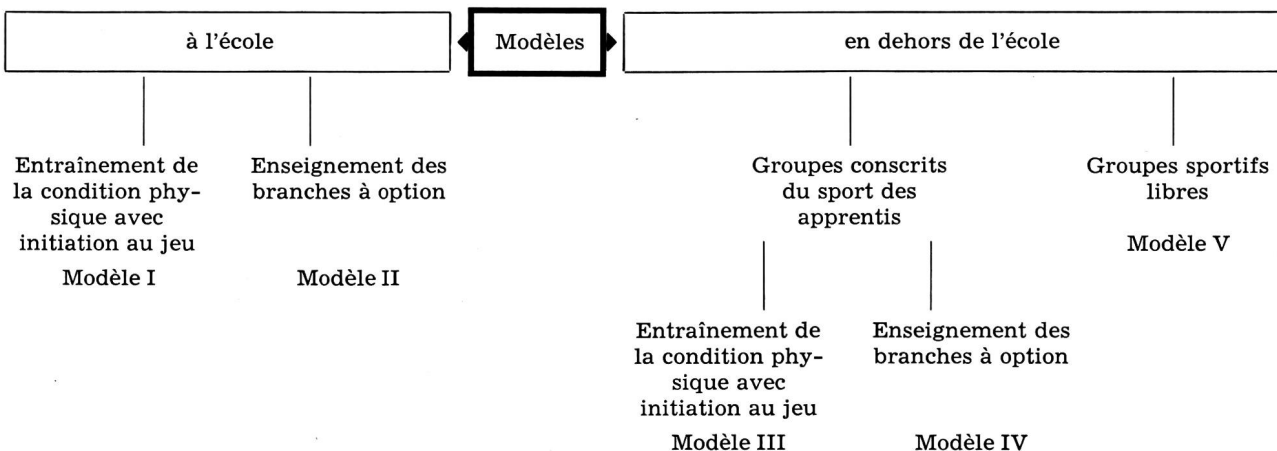 à l'école
Modèles
en dehors de l'école
Entraînement de
la condition phy-
sique avec
initiation au jeu
Modèle I
Enseignement des
branches à option
Modèle II
Groupes conscrits
du sport des
apprentis
Groupes sportifs
libres
Modèle V
Entraînement de
la condition phy-
sique avec
initiation au jeu
Modèle III
Enseignement des
branches à option
Modèle IV